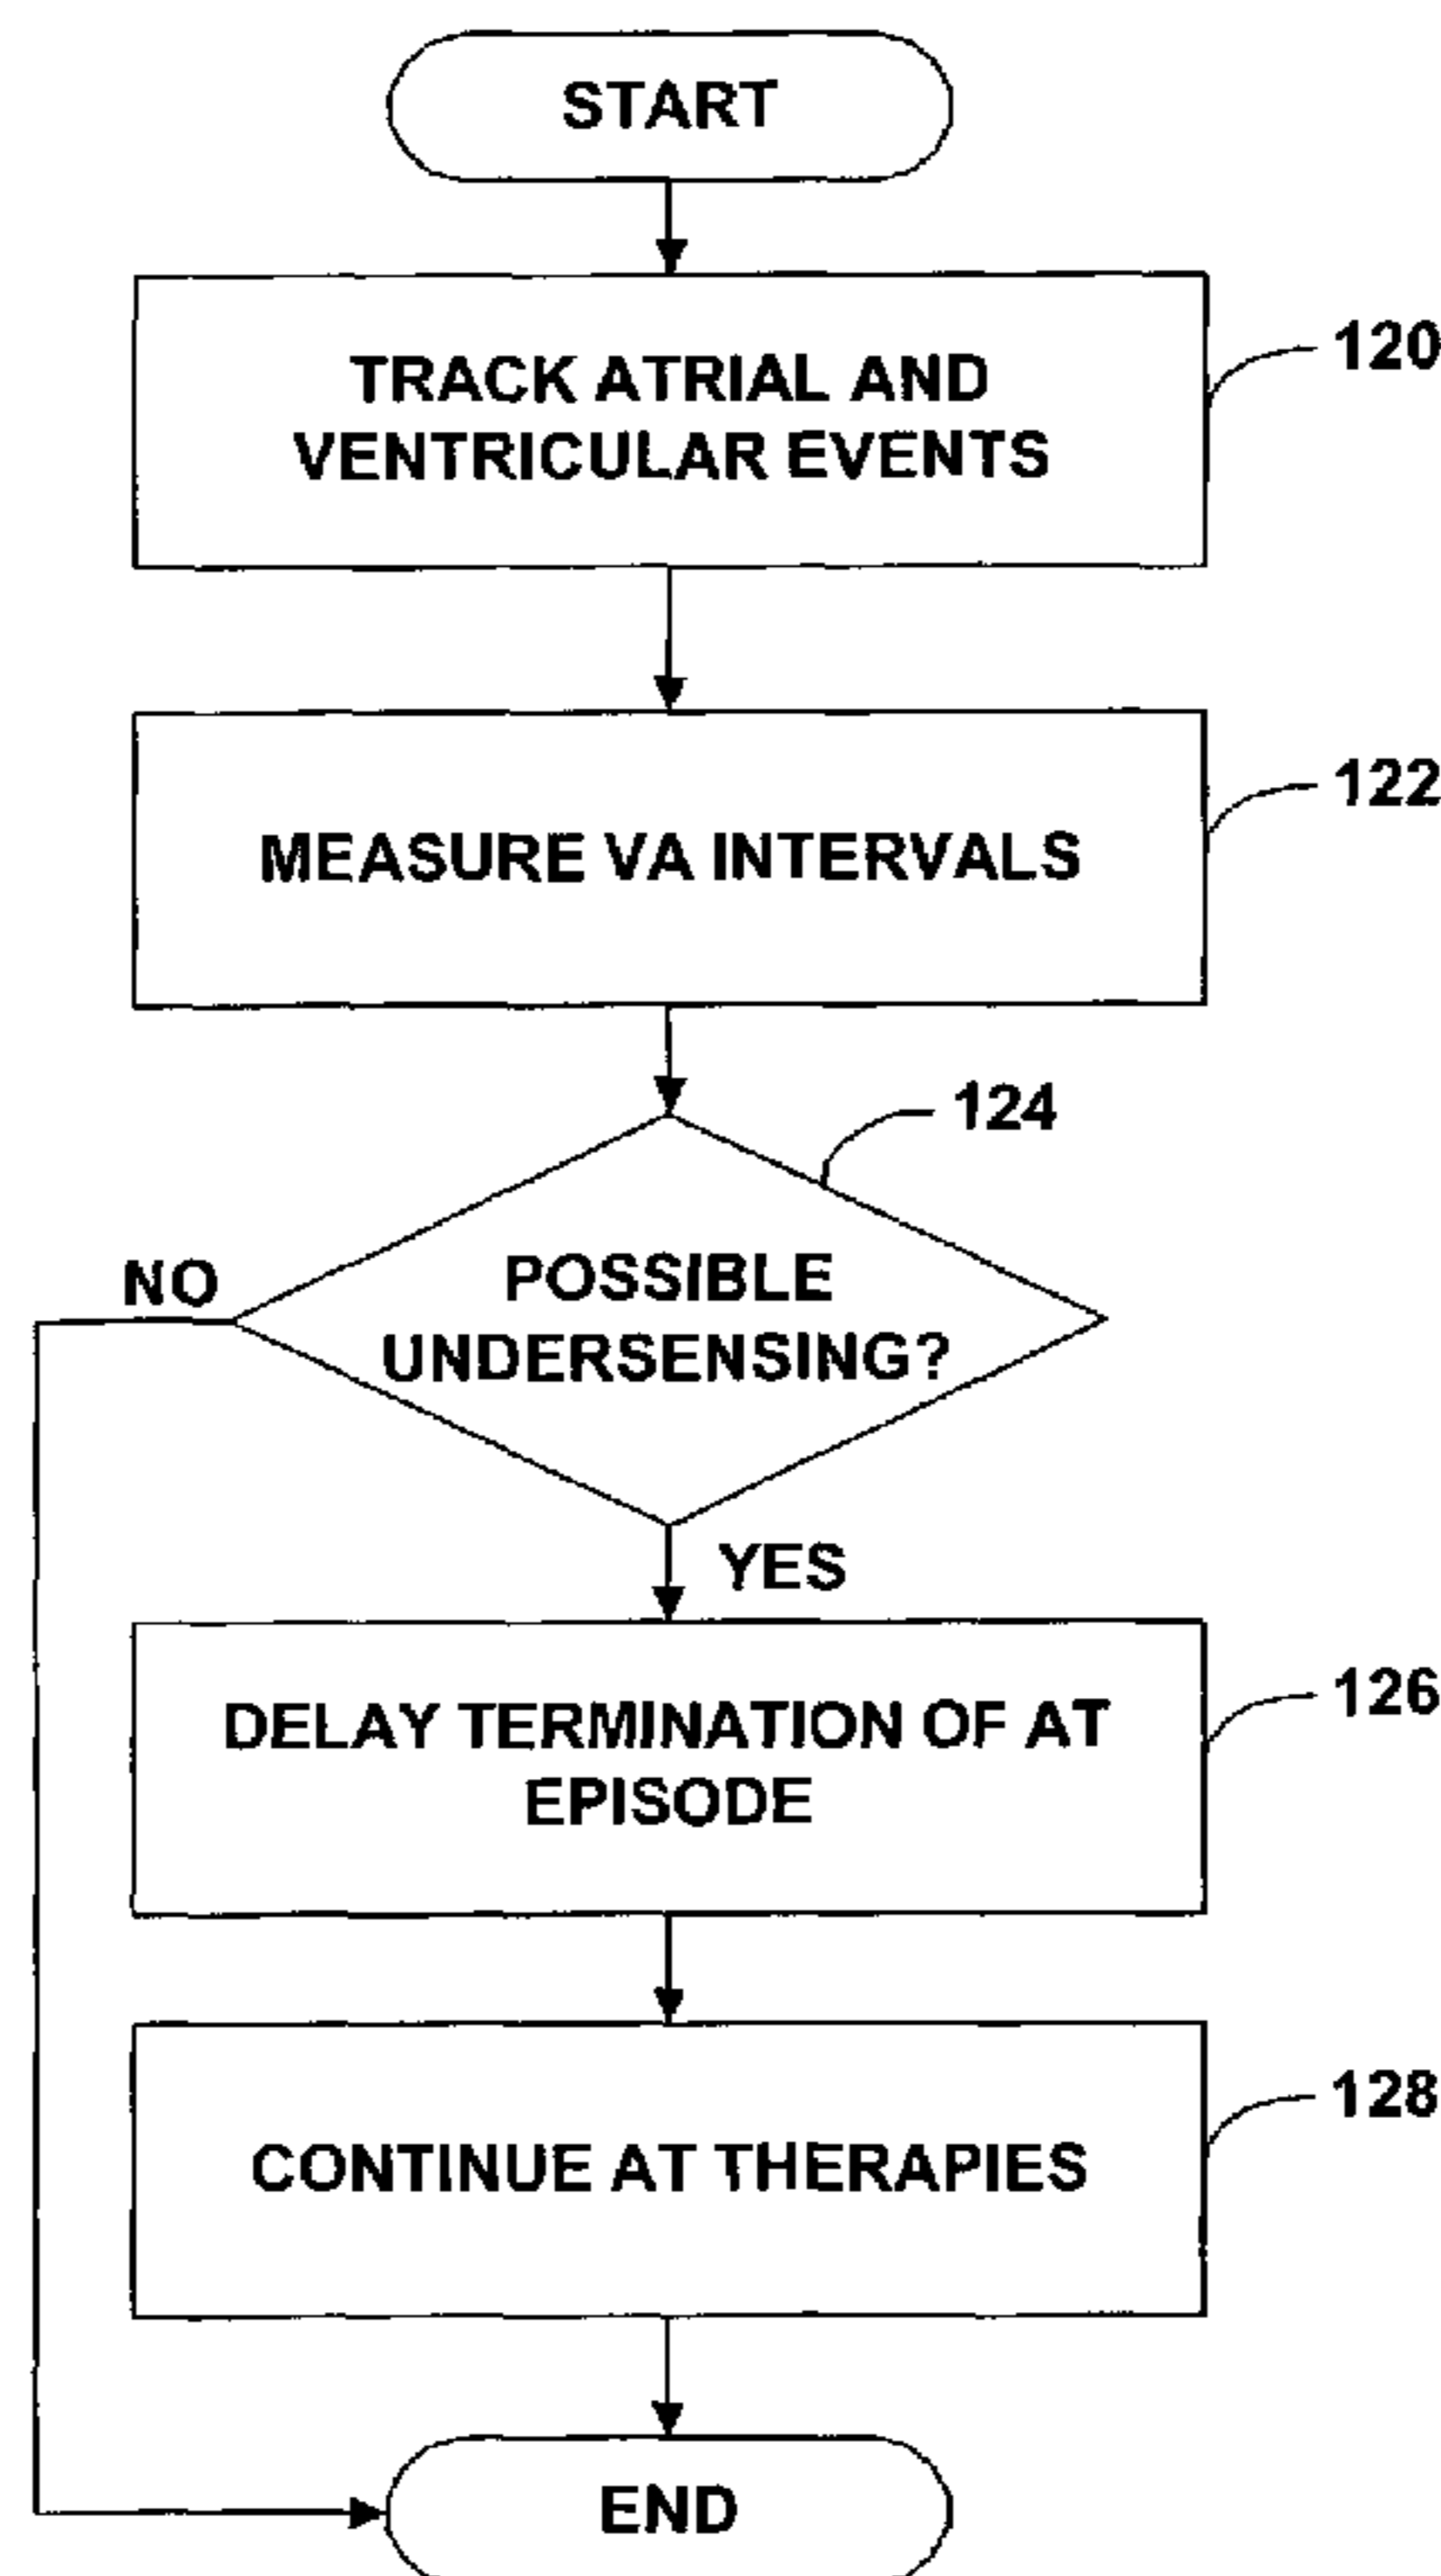 START
TRACK ATRIAL AND
VENTRICULAR EVENTS
120
MEASURE VA INTERVALS
122
124
POSSIBLE
UNDERSENSING?
NO
YES
DELAY TERMINATION OF AT
EPISODE
126
CONTINUE AT THERAPIES
128
END